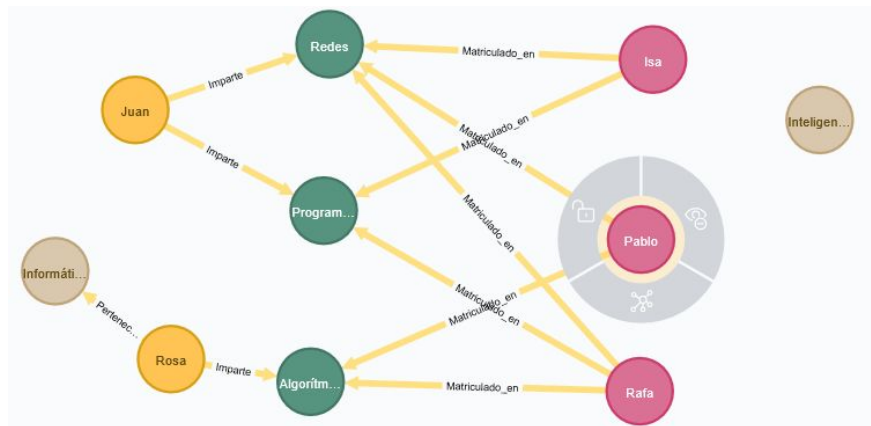 Redes
Isa
Matriculado_en
Imparte
Juan
Inteligen...
Matriculado_en
Matriculado_en
Imparte
Matriculado_en
Program...
Pablo
Informáti...
Matriculado_en
Matriculado_en
Pertenec...
Rosa
Imparte
Algorítm...
Matriculado_en
Rafa